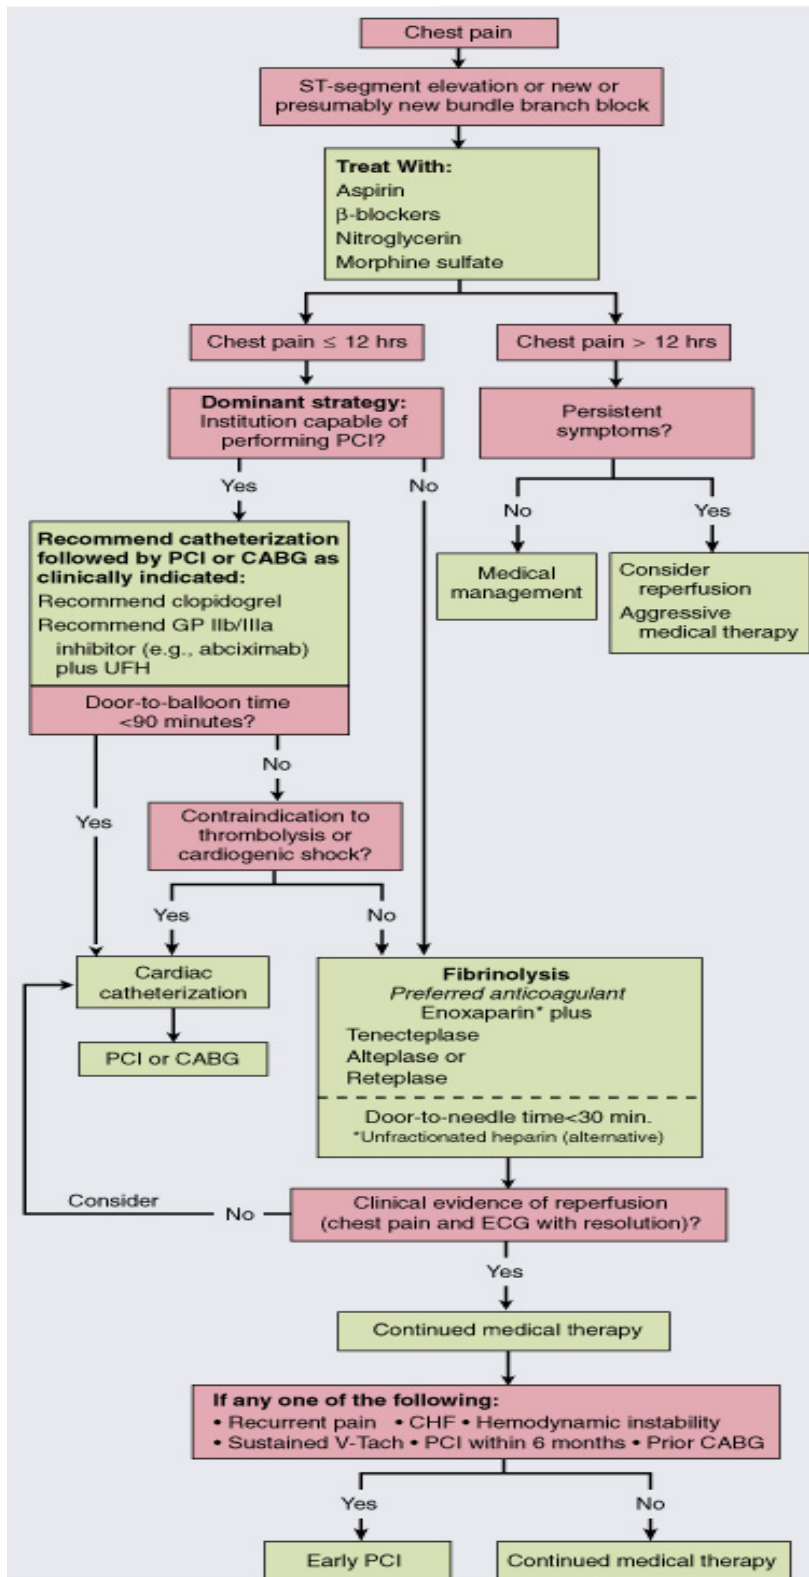 Chest pain
ST-segment elevation or new or
presumably new bundle branch block
Treat With:
Aspirin
β-blockers
Nitroglycerin
Morphine sulfate
Chest pain ≤ 12 hrs
Chest pain > 12 hrs
Dominant strategy:
Institution capable of
performing PCI?
Persistent
symptoms?
Yes
No
No
Yes
Recommend catheterization
followed by PCI or CABG as
clinically indicated:
Recommend clopidogrel
Recommend GP IIb/IIIa
inhibitor (e.g., abciximab)
plus UFH
Medical
management
Consider
reperfusion
Aggressive
medical therapy
Door-to-balloon time
<90 minutes?
No
Yes
Contraindication to
thrombolysis or
cardiogenic shock?
Yes
No
Cardiac
catheterization
PCI or CABG
Fibrinolysis
Preferred anticoagulant
Enoxaparin* plus
Tenecteplase
Alteplase or
Reteplase
Door-to-needle time<30 min.
*Unfractionated heparin (alternative)
Consider
No
Clinical evidence of reperfusion
(chest pain and ECG with resolution)?
Yes
Continued medical therapy
If any one of the following:
• Recurrent pain • CHF • Hemodynamic instability
• Sustained V-Tach • PCI within 6 months • Prior CABG
Yes
No
Early PCI
Continued medical therapy